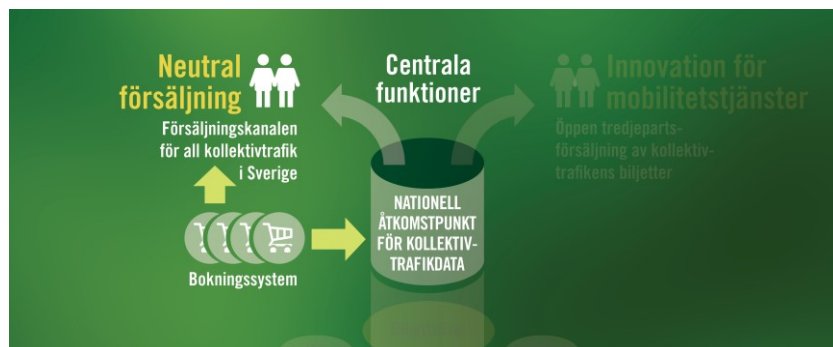 Neutral
försäljning
Försäljningskanalen
för all kollektivtrafik
i Sverige
Bokningssystem
Centrala
funktioner
NATIONELL
ÅTKOMSTPUNKT
FÖR KOLLEKTIV-
TRAFIKDATA
Innovation för
mobilitetstjänster
Öppen tredjeparts-
försäljning av kollektiv-
trafikens biljetter